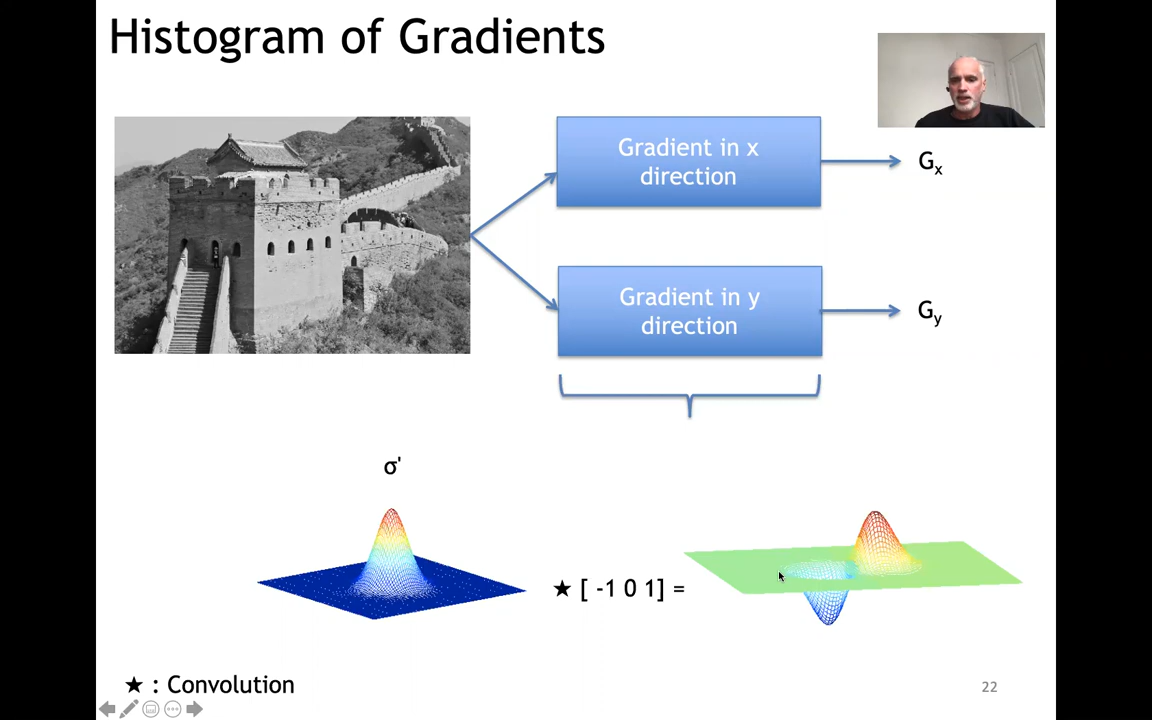 Histogram of Gradients
Gradient in x
direction
Gx
Gradient in y
direction
Gy
σ'
★ [ -1 0 1] =
★ : Convolution
22